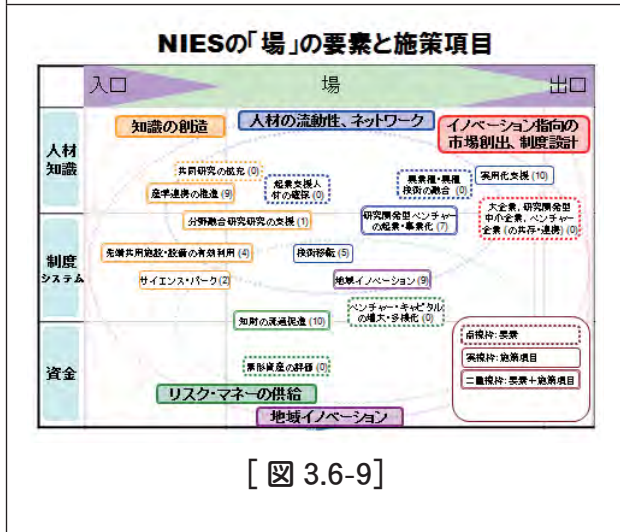 NIESの「場」の要素と施策項目
入口
場
出口
人材
知識
制度
システム
資金
知識の創造
人材の流動性、ネットワーク
イノベーション指向の
市場創出、制度設計
共同研究の拡充 (0)
産学連携の推進 (9)
起業支援人
材の確保 (0)
異業種・異種
技術の融合 (0)
実用化支援 (10)
分野融合研究研究の支援 (1)
研究開発型ベンチャー
の起業・事業化 (7)
大企業，研究開発型
中小企業，ベンチャー
企業 (の共存・連携) (0)
先端共用施設・設備の有効利用 (4)
技術移転 (5)
サイエンス・パーク (2)
地域イノベーション (9)
知財の流通促進 (10)
ベンチャー・キャピタル
の増大・多様化 (0)
無形資産の評価 (0)
点線枠：要素
実線枠：施策項目
二重線枠：要素＋施策項目
リスク・マネーの供給
地域イノベーション
[ 図 3.6-9]